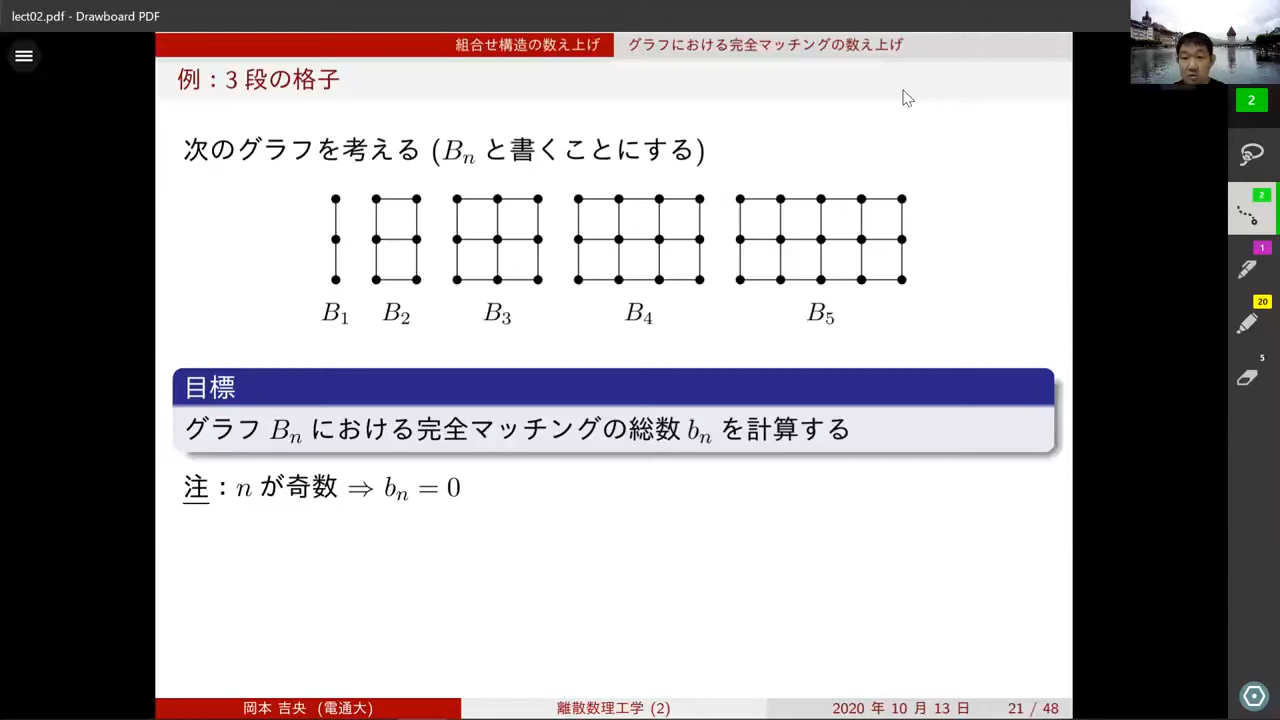 lect02.pdf - Drawboard PDF
組合せ構造の数え上げ グラフにおける完全マッチングの数え上げ
例：3 段の格子
2
次のグラフを考える (Bn と書くことにする)
2
1
20
5
B1 B2 B3 B4 B5
目標
グラフ Bn における完全マッチングの総数 bn を計算する
注：n が奇数 ⇒ bn = 0
岡本 吉央 (電通大) 離散数理工学 (2) 2020 年 10 月 13 日 21 / 48